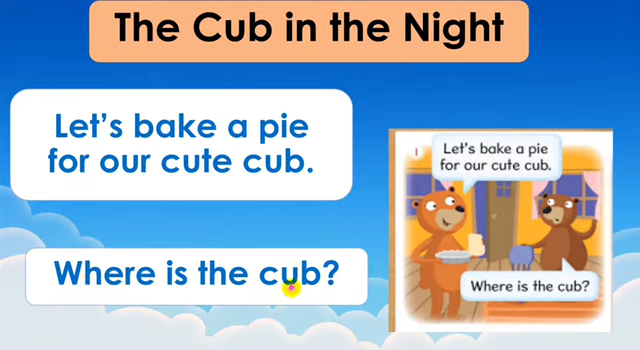 The Cub in the Night
Let's bake a pie
for our cute cub.
Where is the cub?
1
Let's bake a pie
for our cute cub.
Where is the cub?